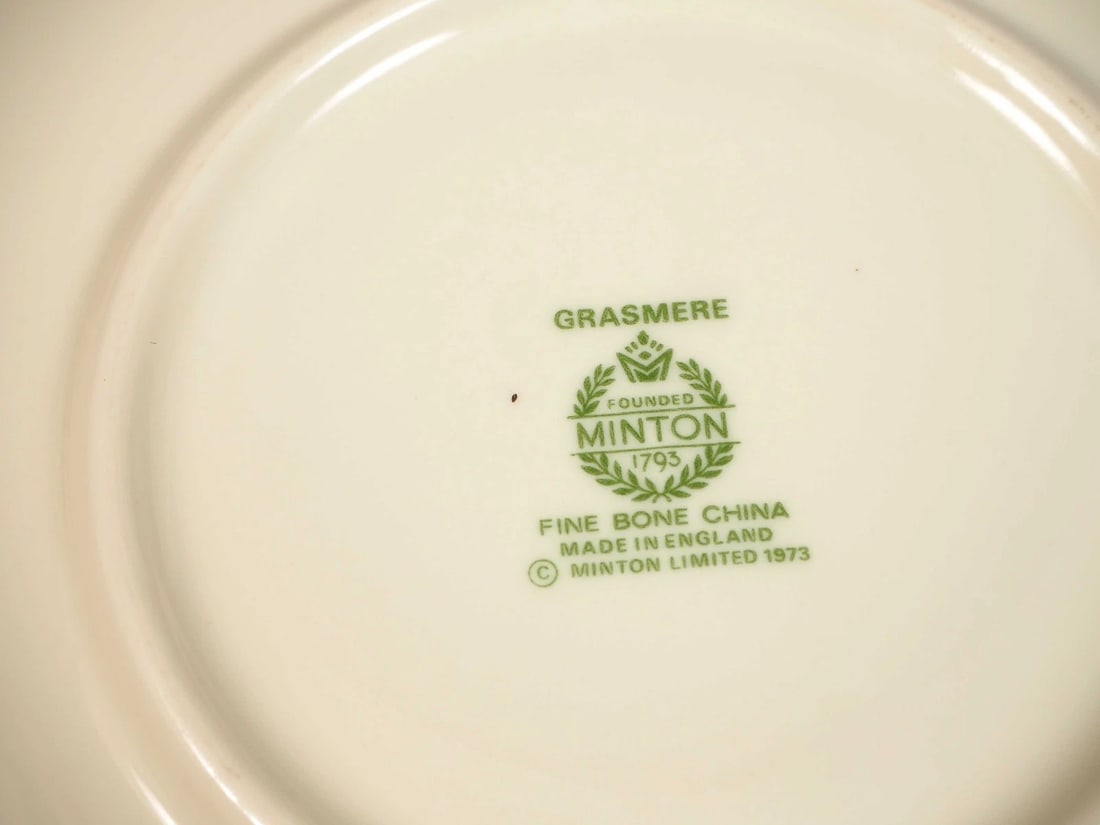 GRASMERE
FOUNDED
MINTON
1793
FINE BONE CHINA
MADE IN ENGLAND
© MINTON LIMITED 1973